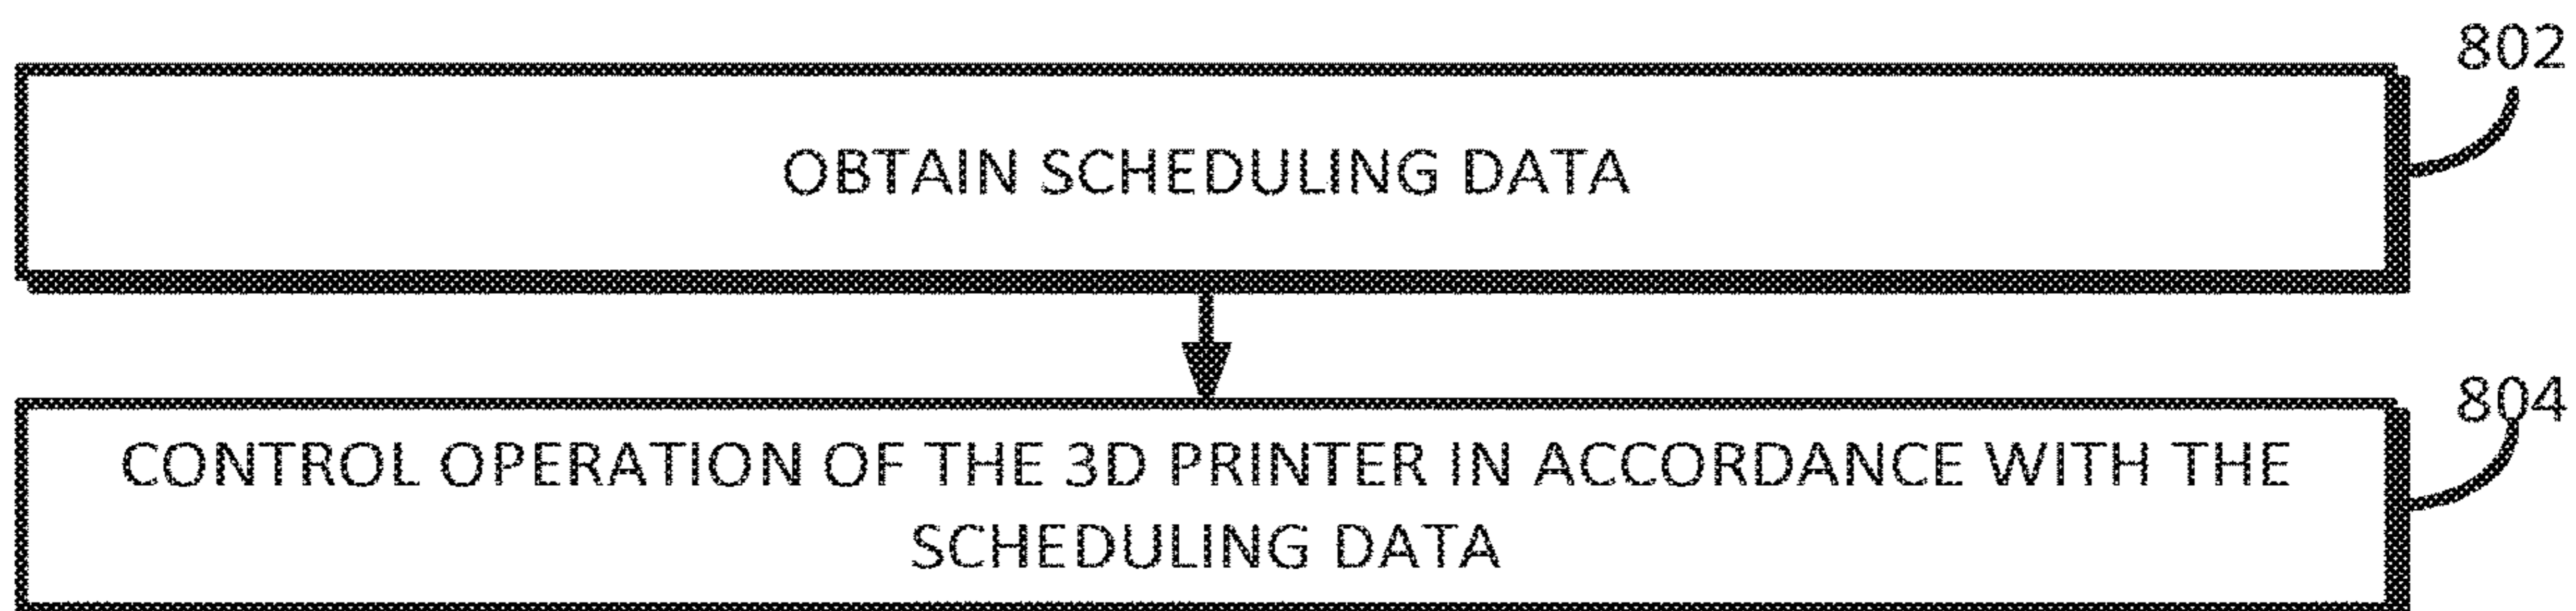 802
OBTAIN SCHEDULING DATA
804
CONTROL OPERATION OF THE 3D PRINTER IN ACCORDANCE WITH THE
SCHEDULING DATA